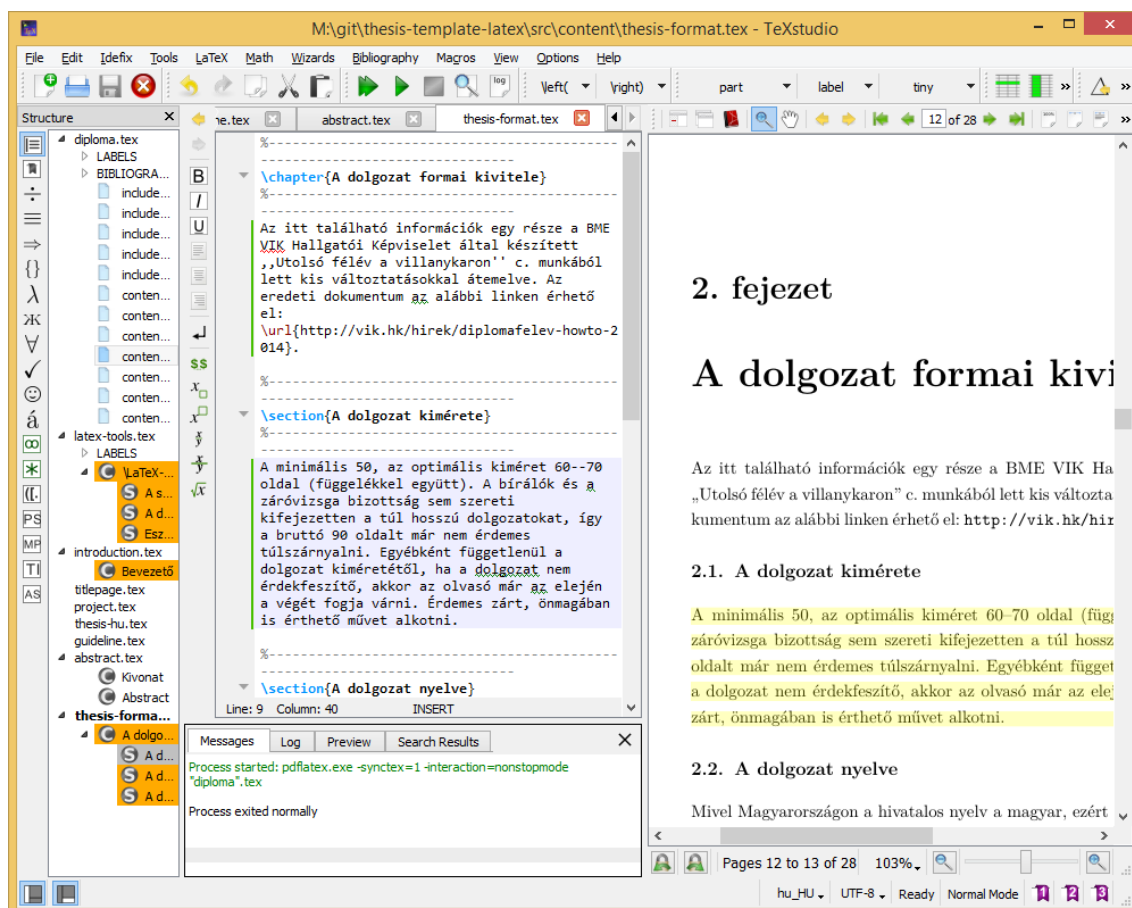 M:\git\thesis-template-latex\src\content\thesis-format.tex - TeXstudio
File Edit Idefix Tools LaTeX Math Wizards Bibliography Macros View Options Help
log \left( \right) part label tiny
Structure X
ne.tex abstract.tex thesis-format.tex
12 of 28
diploma.tex
LABELS
BIBLIOGRA...
include...
include...
include...
include...
include...
conten...
conten...
conten...
conten...
conten...
conten...
conten...
latex-tools.tex
LABELS
\LaTeX-...
A s...
A d...
Esz...
introduction.tex
Bevezető
titlepage.tex
project.tex
thesis-hu.tex
guideline.tex
abstract.tex
Kivonat
Abstract
thesis-forma...
A dolgo...
A d...
A d...
A d...
PS
MP
TI
AS
B
I
U
$$
%------------------------------------------
------------------------------
\chapter{A dolgozat formai kivitele}
%------------------------------------------
------------------------------
Az itt található információk egy része a BME
VIK Hallgatói Képviselet által készített
,,Utolsó félév a villanykaron'' c. munkából
lett kis változtatásokkal átemelve. Az
eredeti dokumentum az alábbi linken érhető
el:
\url{http://vik.hk/hirek/diplomafelev-howto-2
014}.
%------------------------------------------
------------------------------
\section{A dolgozat kimérete}
%------------------------------------------
------------------------------
A minimális 50, az optimális kiméret 60--70
oldal (függelékkel együtt). A bírálók és a
záróvizsga bizottság sem szereti
kifejezetten a túl hosszú dolgozatokat, így
a bruttó 90 oldalt már nem érdemes
túlszárnyalni. Egyébként függetlenül a
dolgozat kiméretétől, ha a dolgozat nem
érdekfeszítő, akkor az olvasó már az elején
a végét fogja várni. Érdemes zárt, önmagában
is érthető művet alkotni.
%------------------------------------------
------------------------------
\section{A dolgozat nyelve}
Line: 9 Column: 40 INSERT
Messages Log Preview Search Results X
Process started: pdflatex.exe -synctex=1 -interaction=nonstopmode
"diploma".tex
Process exited normally
2. fejezet
A dolgozat formai kivi
Az itt található információk egy része a BME VIK Ha
„Utolsó félév a villanykaron” c. munkából lett kis változta
kumentum az alábbi linken érhető el: http://vik.hk/hir
2.1. A dolgozat kimérete
A minimális 50, az optimális kiméret 60–70 oldal (függ
záróvizsga bizottság sem szereti kifejezetten a túl hossz
oldalt már nem érdemes túlszárnyalni. Egyébként függet
a dolgozat nem érdekfeszítő, akkor az olvasó már az elej
zárt, önmagában is érthető művet alkotni.
2.2. A dolgozat nyelve
Mivel Magyarországon a hivatalos nyelv a magyar, ezért
Pages 12 to 13 of 28 103%
hu_HU UTF-8 Ready Normal Mode 1 2 3